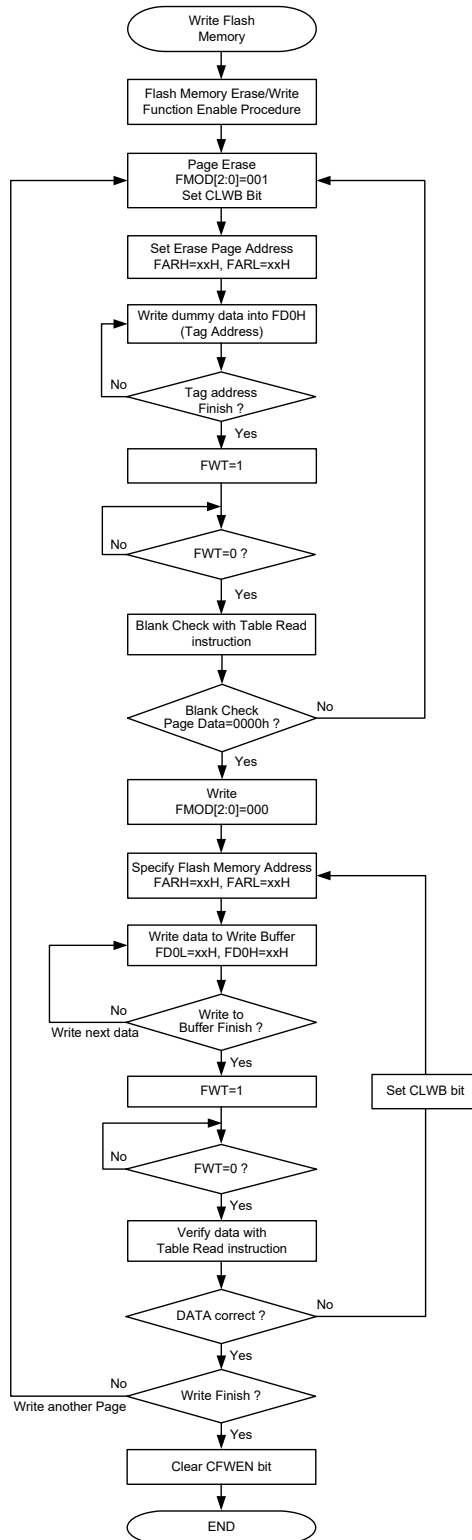 Write Flash
Memory
Flash Memory Erase/Write
Function Enable Procedure
Page Erase
FMOD[2:0]=001
Set CLWB Bit
Set Erase Page Address
FARH=xxH, FARL=xxH
Write dummy data into FD0H
(Tag Address)
No
Tag address
Finish ?
Yes
FWT=1
No
FWT=0 ?
Yes
Blank Check with Table Read
instruction
Blank Check
Page Data=0000h ?
No
Yes
Write
FMOD[2:0]=000
Specify Flash Memory Address
FARH=xxH, FARL=xxH
Write data to Write Buffer
FD0L=xxH, FD0H=xxH
No
Write next data
Write to
Buffer Finish ?
Yes
FWT=1
Set CLWB bit
No
FWT=0 ?
Yes
Verify data with
Table Read instruction
DATA correct ?
No
Yes
No
Write another Page
Write Finish ?
Yes
Clear CFWEN bit
END